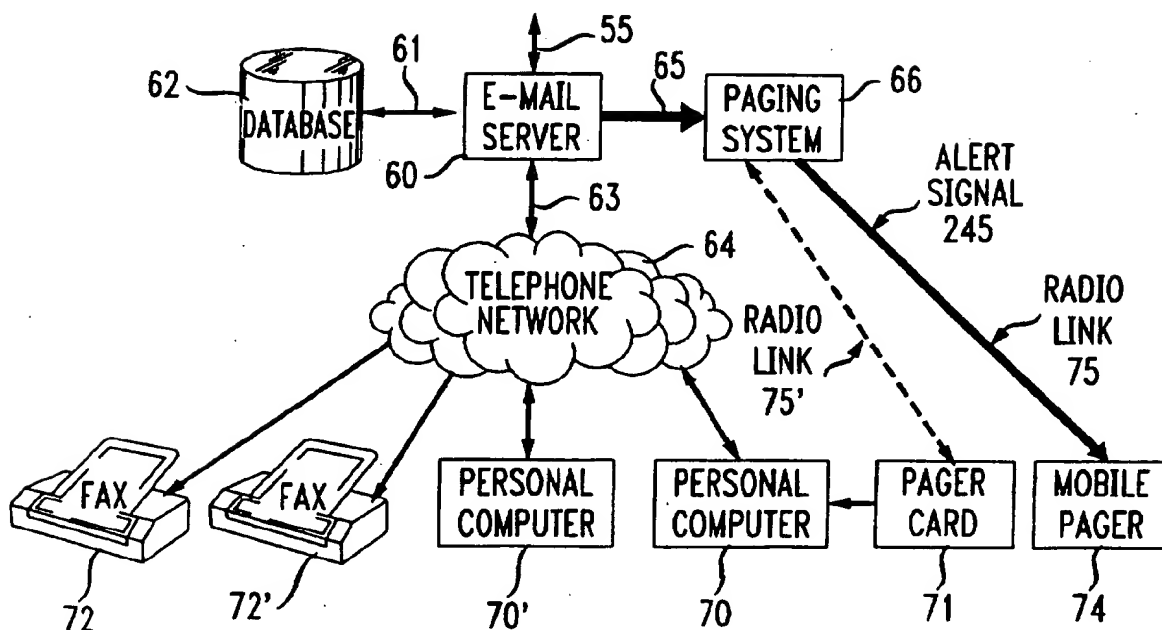 55
62
61
65
66
DATABASE
E-MAIL
SERVER
PAGING
SYSTEM
60
63
ALERT
SIGNAL
245
64
TELEPHONE
NETWORK
RADIO
LINK
75'
RADIO
LINK
75
FAX
FAX
PERSONAL
COMPUTER
PERSONAL
COMPUTER
PAGER
CARD
MOBILE
PAGER
72
72'
70'
70
71
74